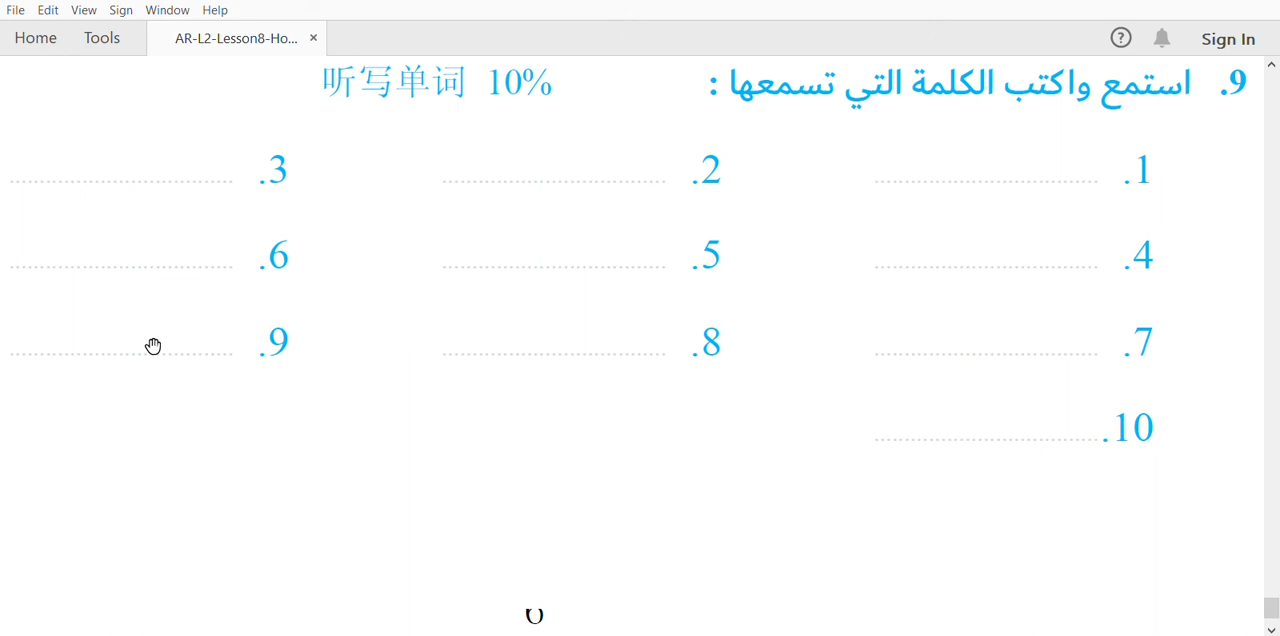 File Edit View Sign Window Help
Home Tools AR-L2-Lesson8-Ho... × Sign In
9. استمع واكتب الكلمة التي تسمعها : 听写单词 10%
1. .................... 2. .................... 3. ....................
4. .................... 5. .................... 6. ....................
7. .................... 8. .................... 9. ....................
10. ....................